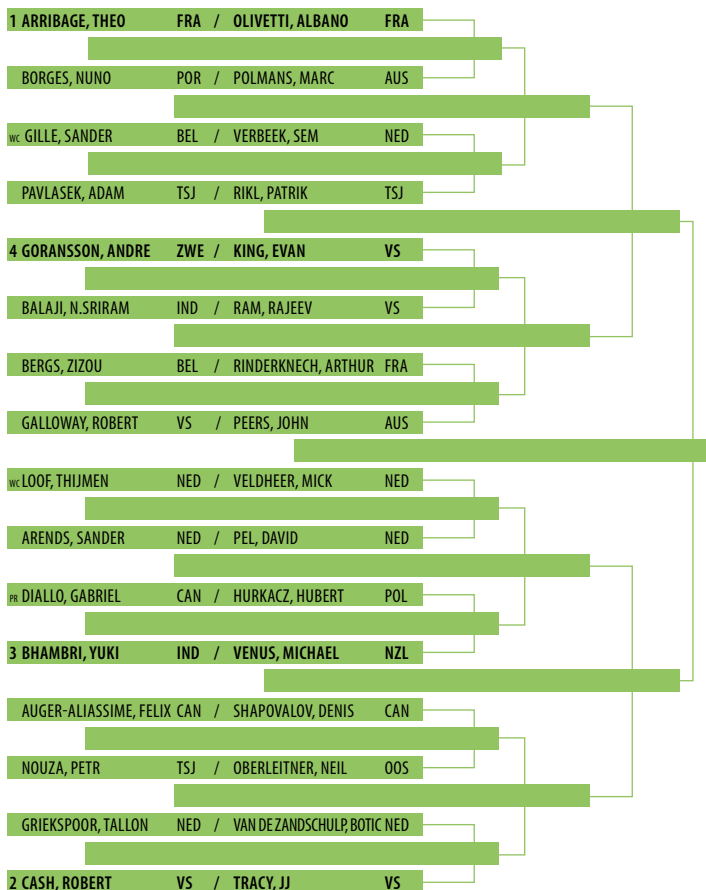 1 ARRIBAGE, THEO FRA / OLIVETTI, ALBANO FRA
BORGES, NUNO POR / POLMANS, MARC AUS
WC GILLE, SANDER BEL / VERBEEK, SEM NED
PAVLASEK, ADAM TSJ / RIKL, PATRIK TSJ
4 GORANSSON, ANDRE ZWE / KING, EVAN VS
BALAJI, N.SRIRAM IND / RAM, RAJEEV VS
BERGS, ZIZOU BEL / RINDERKNECH, ARTHUR FRA
GALLOWAY, ROBERT VS / PEERS, JOHN AUS
WC LOOF, THIJMEN NED / VELDHEER, MICK NED
ARENDS, SANDER NED / PEL, DAVID NED
PR DIALLO, GABRIEL CAN / HURKACZ, HUBERT POL
3 BHAMBRI, YUKI IND / VENUS, MICHAEL NZL
AUGER-ALIASSIME, FELIX CAN / SHAPOVALOV, DENIS CAN
NOUZA, PETR TSJ / OBERLEITNER, NEIL OOS
GRIEKSPOOR, TALLON NED / VAN DE ZANDSCHULP, BOTIC NED
2 CASH, ROBERT VS / TRACY, JJ VS